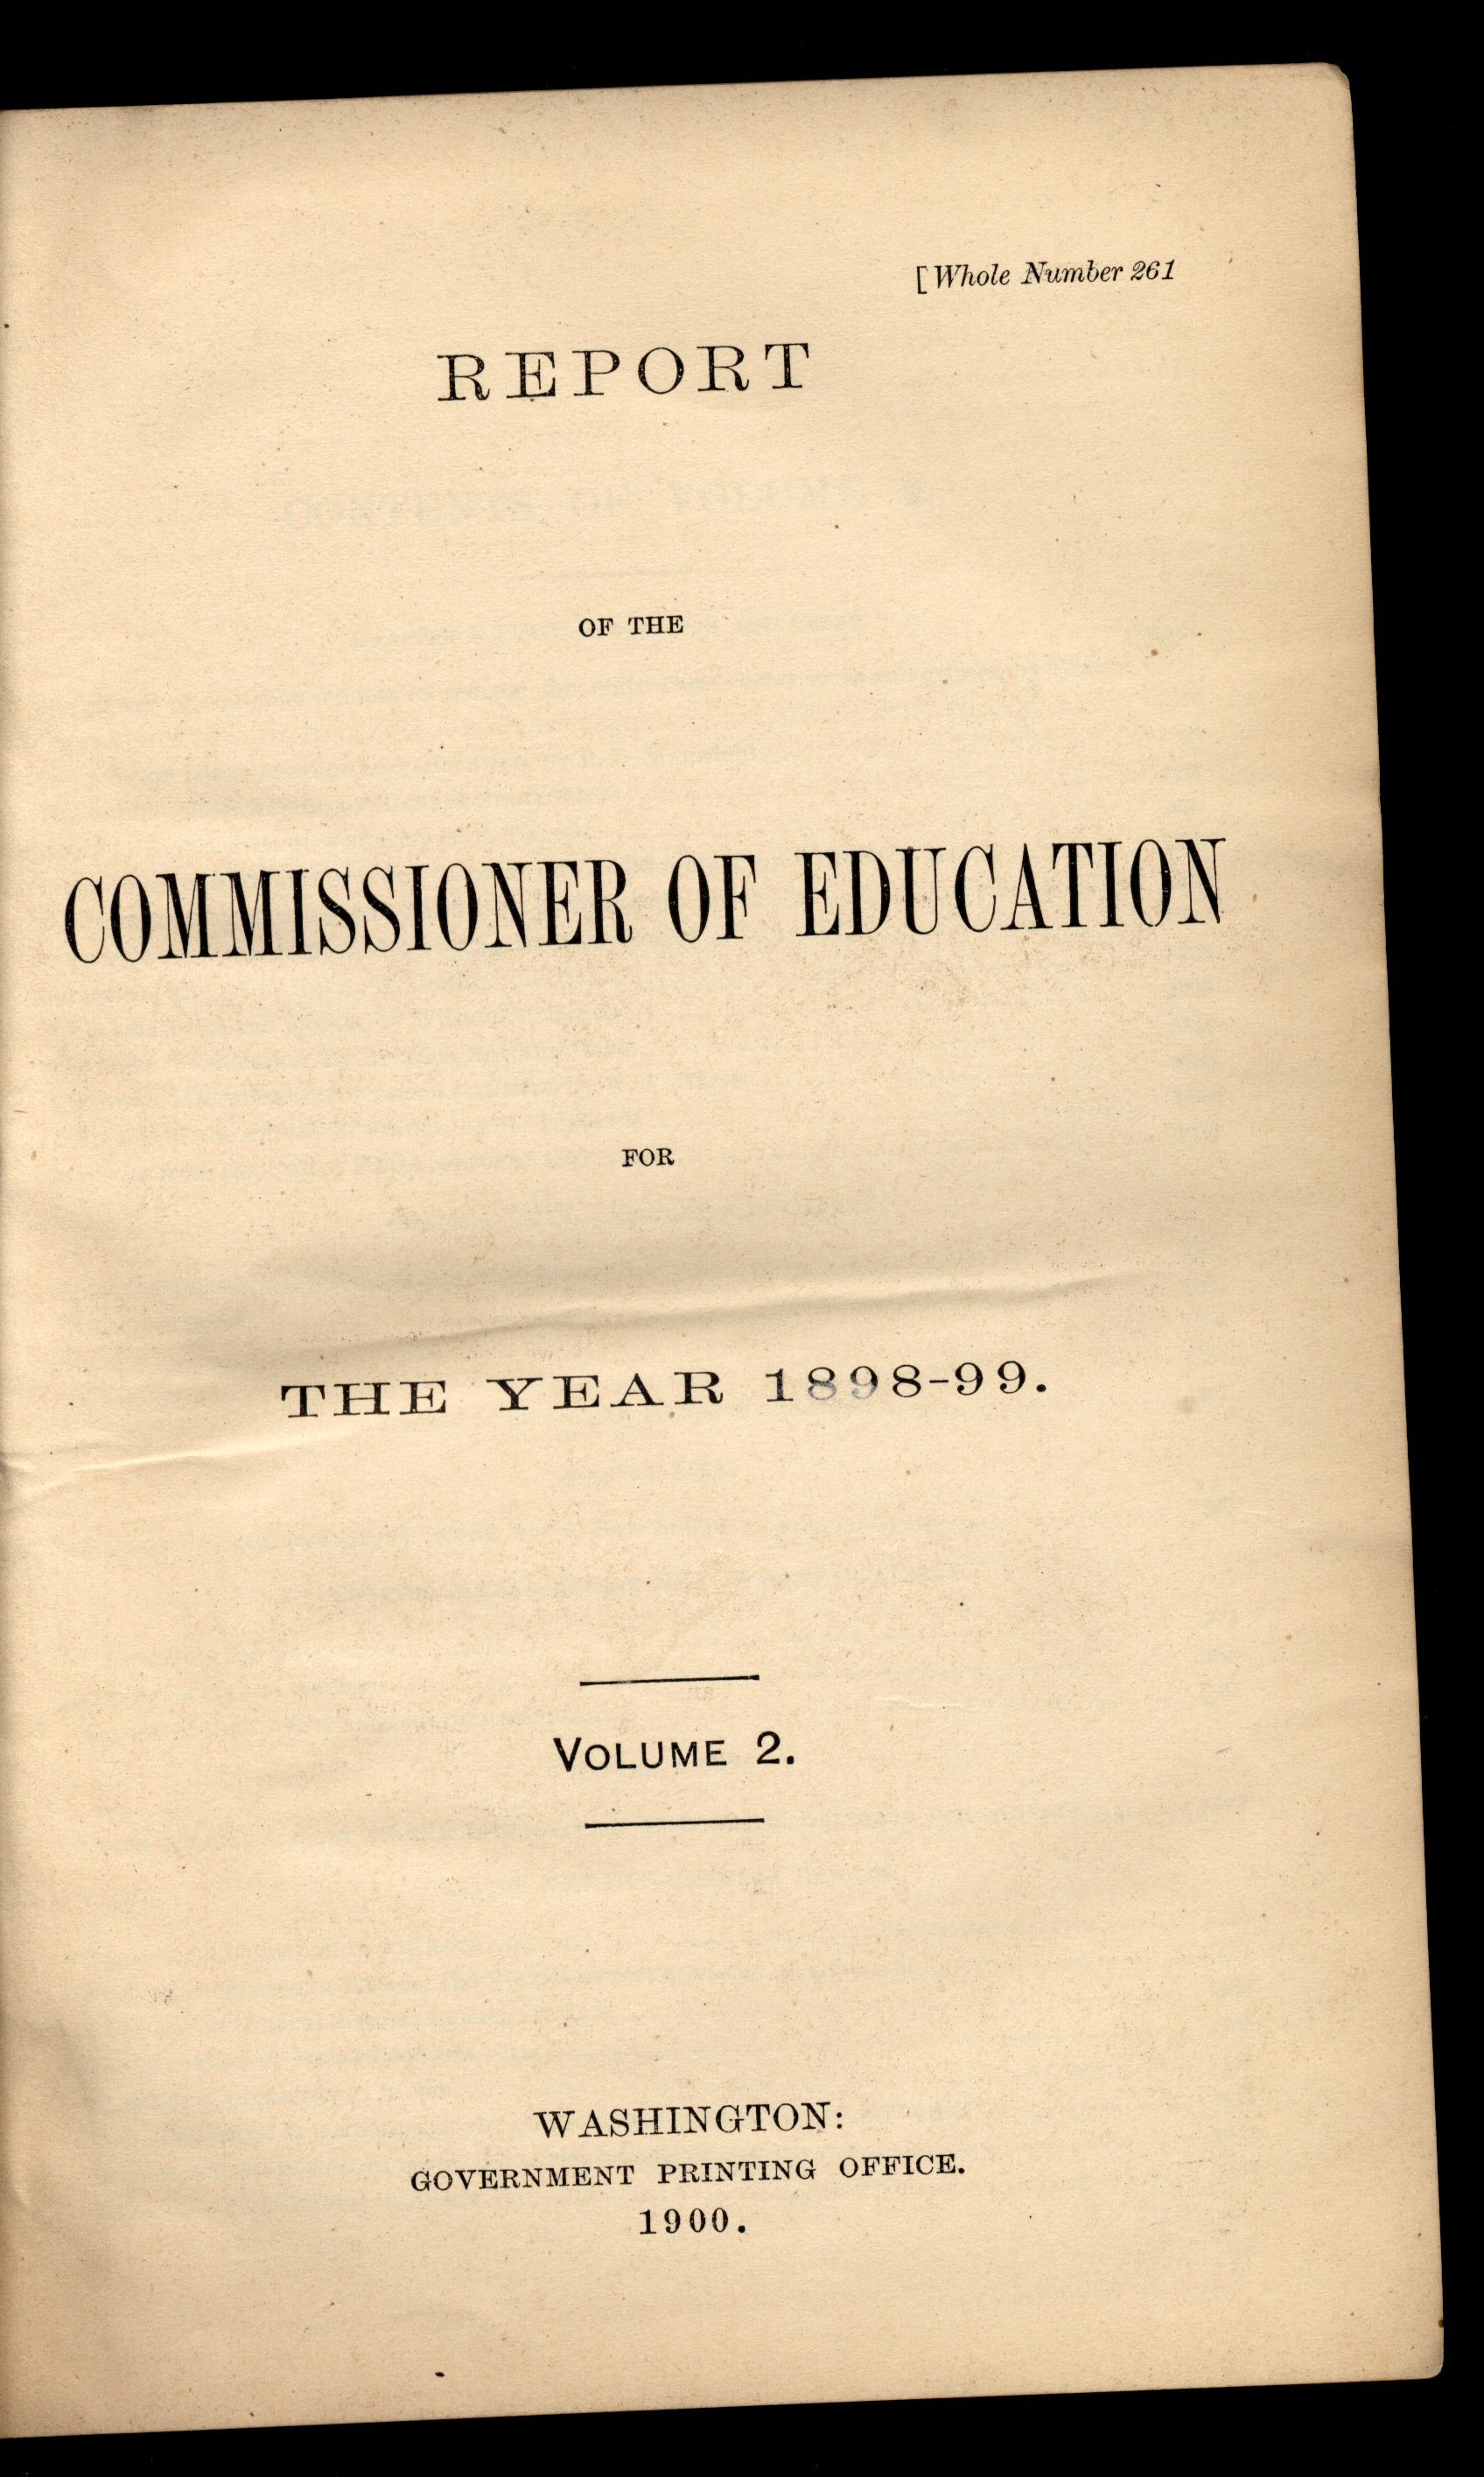 [Whole Number 261
REPORT
OF THE
COMMISSIONER OF EDUCATION
FOR
THE YEAR 1898-99.
VOLUME 2.
WASHINGTON:
GOVERNMENT PRINTING OFFICE.
1900.